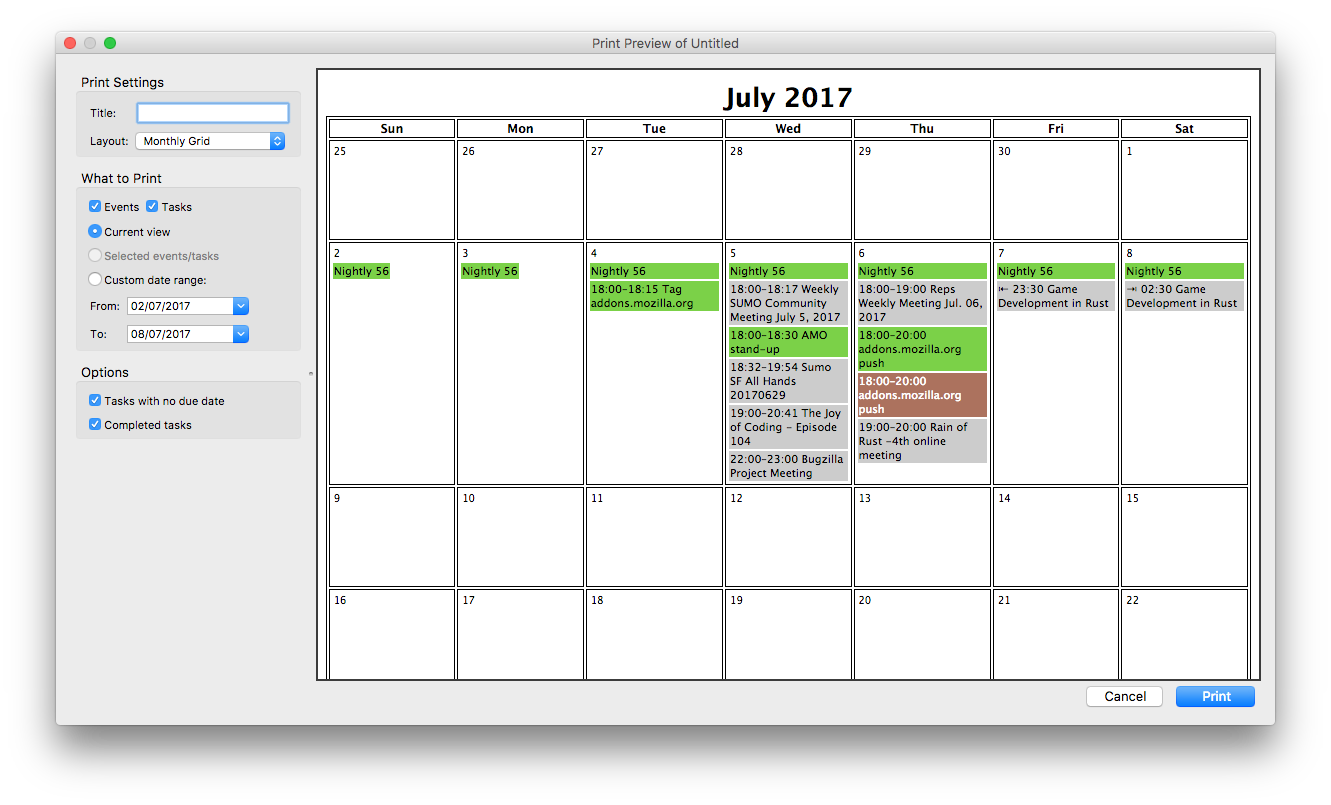 Print Preview of Untitled
Print Settings
Title:
Layout: Monthly Grid
What to Print
Events Tasks
Current view
Selected events/tasks
Custom date range:
From: 02/07/2017
To: 08/07/2017
Options
Tasks with no due date
Completed tasks
July 2017
Sun Mon Tue Wed Thu Fri Sat
25 26 27 28 29 30 1
2
Nightly 56
3
Nightly 56
4
Nightly 56
18:00-18:15 Tag
addons.mozilla.org
5
Nightly 56
18:00-18:17 Weekly
SUMO Community
Meeting July 5, 2017
18:00-18:30 AMO
stand-up
18:32-19:54 Sumo
SF All Hands
20170629
19:00-20:41 The Joy
of Coding - Episode
104
22:00-23:00 Bugzilla
Project Meeting
6
Nightly 56
18:00-19:00 Reps
Weekly Meeting Jul. 06,
2017
18:00-20:00
addons.mozilla.org
push
18:00-20:00
addons.mozilla.org
push
19:00-20:00 Rain of
Rust -4th online
meeting
7
Nightly 56
⇤ 23:30 Game
Development in Rust
8
Nightly 56
⇥ 02:30 Game
Development in Rust
9 10 11 12 13 14 15
16 17 18 19 20 21 22
Cancel Print